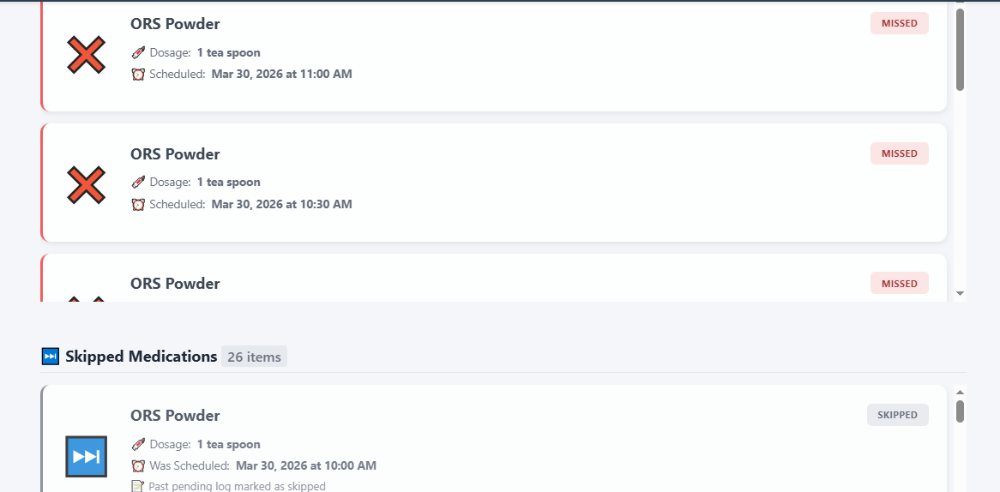 ORS Powder
MISSED
Dosage: 1 tea spoon
Scheduled: Mar 30, 2026 at 11:00 AM
ORS Powder
MISSED
Dosage: 1 tea spoon
Scheduled: Mar 30, 2026 at 10:30 AM
ORS Powder
MISSED
Skipped Medications 26 items
ORS Powder
SKIPPED
Dosage: 1 tea spoon
Was Scheduled: Mar 30, 2026 at 10:00 AM
Past pending log marked as skipped